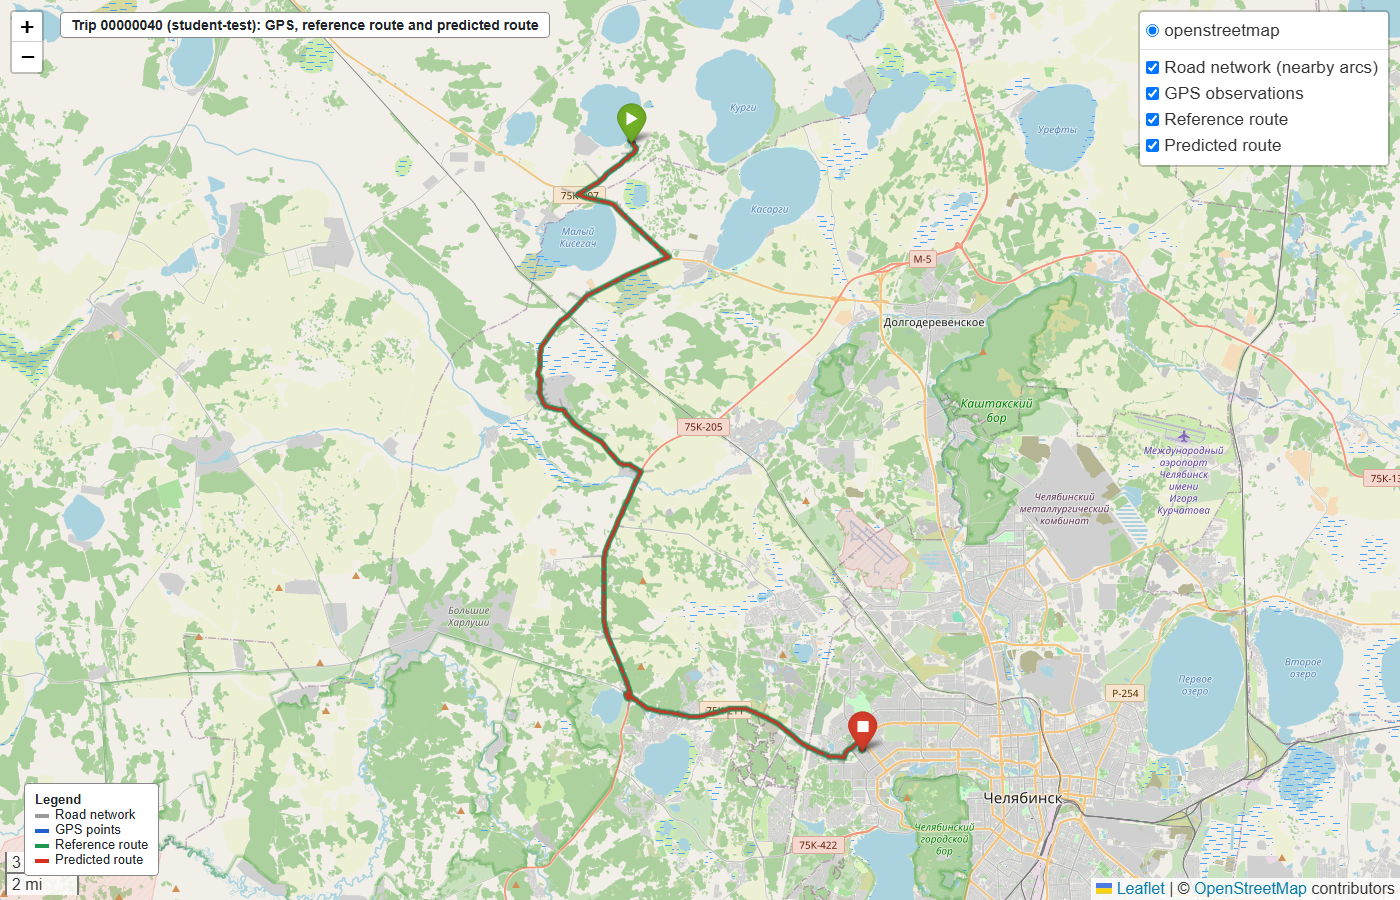 +
−
Trip 00000040 (student-test): GPS, reference route and predicted route
openstreetmap
Road network (nearby arcs)
GPS observations
Reference route
Predicted route
Курги
Урефты
Касарги
Малый
Кисегач
М-5
Долгодеревенское
Каштакский
бор
75К-205
Международный
аэропорт
Челябинск
имени
Игоря
Курчатова
Челябинский
металлургический
комбинат
Большие
Харлуши
Первое
озеро
Второе
озеро
Р-254
Челябинск
Челябинский
городской
бор
75К-422
Legend
Road network
GPS points
Reference route
Predicted route
3
2 mi
Leaflet | © OpenStreetMap contributors